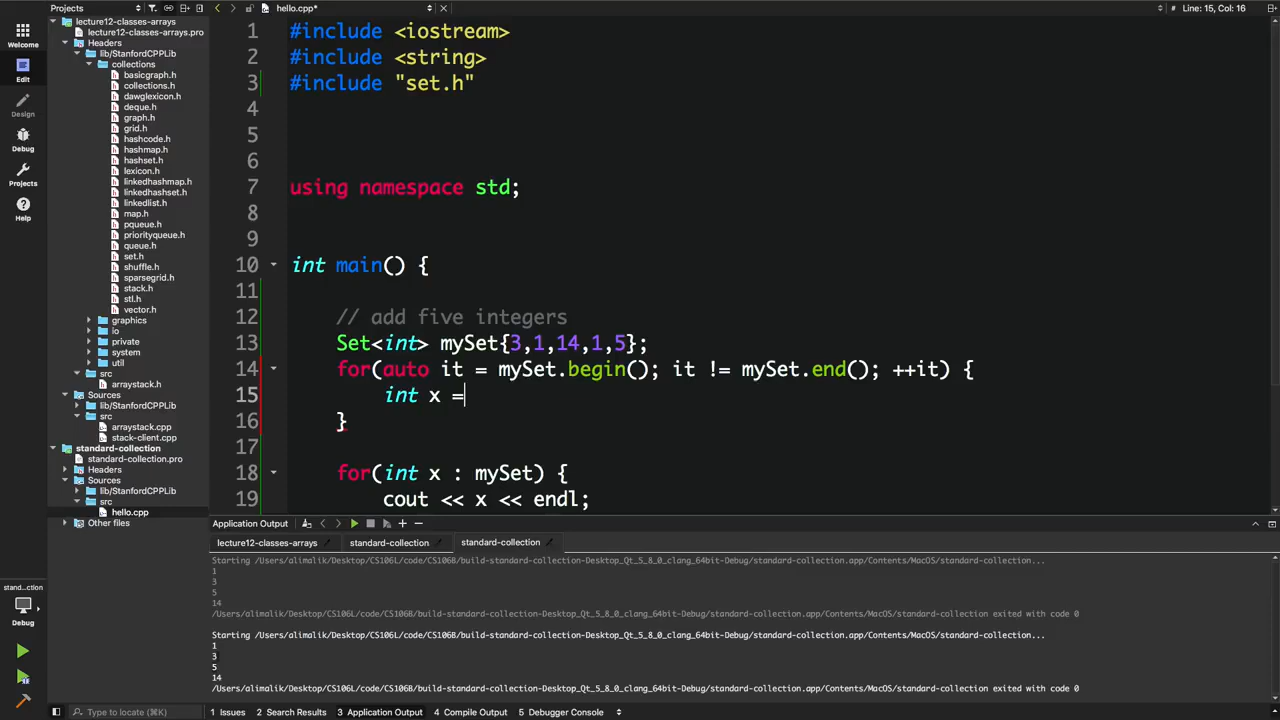 Projects
hello.cpp*
Line: 15, Col: 16
Welcome
Edit
Design
Debug
Projects
Help
stand...ction
Debug
lecture12-classes-arrays
lecture12-classes-arrays.pro
Headers
lib/StanfordCPPLib
collections
basicgraph.h
collections.h
dawglexicon.h
deque.h
graph.h
grid.h
hashcode.h
hashmap.h
hashset.h
lexicon.h
linkedhashmap.h
linkedhashset.h
linkedlist.h
map.h
pqueue.h
priorityqueue.h
queue.h
set.h
shuffle.h
sparsegrid.h
stack.h
stl.h
vector.h
graphics
io
private
system
util
src
arraystack.h
Sources
lib/StanfordCPPLib
src
arraystack.cpp
stack-client.cpp
standard-collection
standard-collection.pro
Headers
Sources
lib/StanfordCPPLib
src
hello.cpp
Other files
1 #include <iostream>
2 #include <string>
3 #include "set.h"
4
5
6
7 using namespace std;
8
9
10 int main() {
11
12 // add five integers
13 Set<int> mySet{3,1,14,1,5};
14 for(auto it = mySet.begin(); it != mySet.end(); ++it) {
15 int x =
16 }
17
18 for(int x : mySet) {
19 cout << x << endl;
Application Output
lecture12-classes-arrays
standard-collection
standard-collection
Starting /Users/alimalik/Desktop/CS106L/code/CS106B/build-standard-collection-Desktop_Qt_5_8_0_clang_64bit-Debug/standard-collection.app/Contents/MacOS/standard-collection...
1
3
5
14
/Users/alimalik/Desktop/CS106L/code/CS106B/build-standard-collection-Desktop_Qt_5_8_0_clang_64bit-Debug/standard-collection.app/Contents/MacOS/standard-collection exited with code 0
Starting /Users/alimalik/Desktop/CS106L/code/CS106B/build-standard-collection-Desktop_Qt_5_8_0_clang_64bit-Debug/standard-collection.app/Contents/MacOS/standard-collection...
1
3
5
14
/Users/alimalik/Desktop/CS106L/code/CS106B/build-standard-collection-Desktop_Qt_5_8_0_clang_64bit-Debug/standard-collection.app/Contents/MacOS/standard-collection exited with code 0
Type to locate (⌘K)
1 Issues
2 Search Results
3 Application Output
4 Compile Output
5 Debugger Console